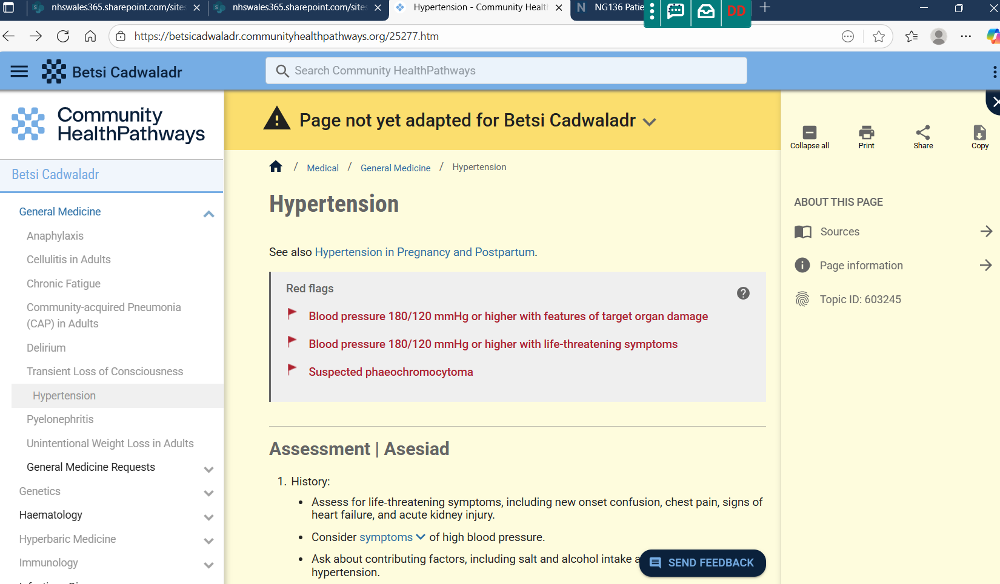 nhswales365.sharepoint.com/sites
nhswales365.sharepoint.com/sites
Hypertension - Community Healt
NG136 Patie
DD
https://betsicadwaladr.communityhealthpathways.org/25277.htm
Betsi Cadwaladr
Search Community HealthPathways
Community
HealthPathways
Betsi Cadwaladr
General Medicine
Anaphylaxis
Cellulitis in Adults
Chronic Fatigue
Community-acquired Pneumonia
(CAP) in Adults
Delirium
Transient Loss of Consciousness
Hypertension
Pyelonephritis
Unintentional Weight Loss in Adults
General Medicine Requests
Genetics
Haematology
Hyperbaric Medicine
Immunology
Page not yet adapted for Betsi Cadwaladr
/ Medical / General Medicine / Hypertension
Hypertension
See also Hypertension in Pregnancy and Postpartum.
Red flags
Blood pressure 180/120 mmHg or higher with features of target organ damage
Blood pressure 180/120 mmHg or higher with life-threatening symptoms
Suspected phaeochromocytoma
Assessment | Asesiad
1. History:
• Assess for life-threatening symptoms, including new onset confusion, chest pain, signs of
heart failure, and acute kidney injury.
• Consider symptoms of high blood pressure.
• Ask about contributing factors, including salt and alcohol intake a
hypertension.
SEND FEEDBACK
Collapse all
Print
Share
Copy
ABOUT THIS PAGE
Sources
Page information
Topic ID: 603245